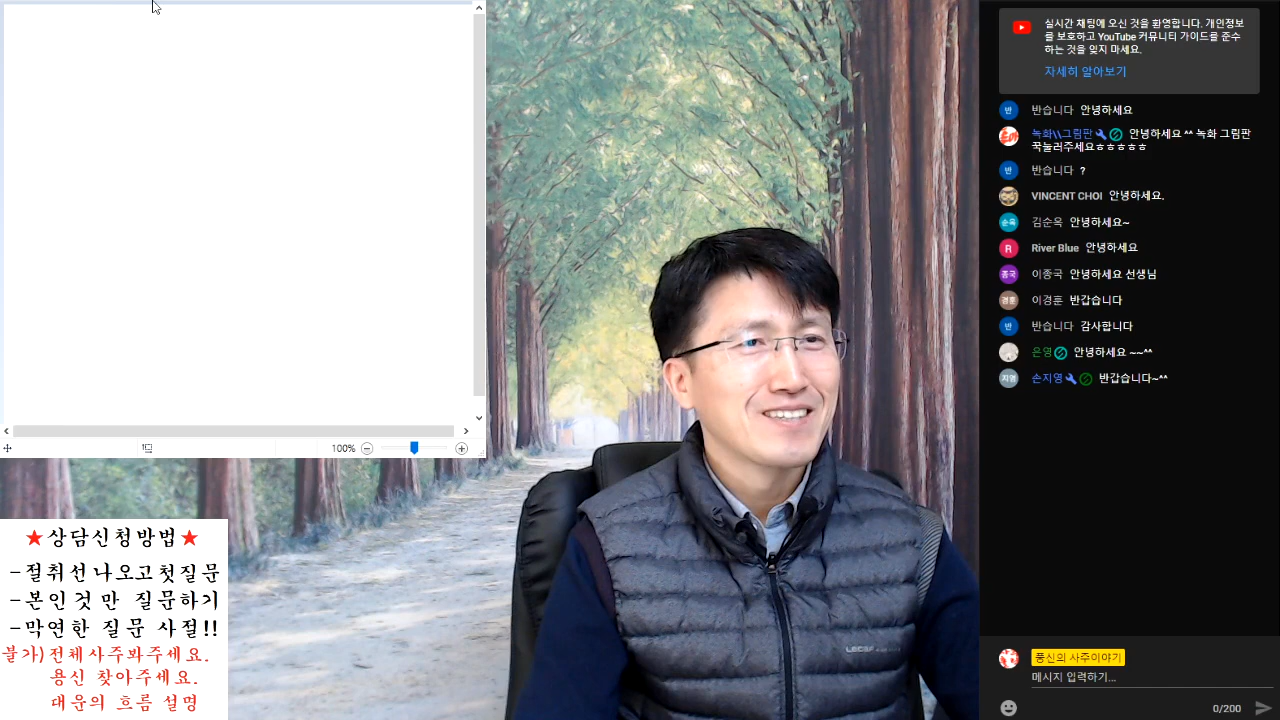 100%
★상담신청방법★
-절취선나오고첫질문
-본인것만 질문하기
-막연한 질문 사절!!
불가)전체사주봐주세요.
용신 찾아주세요.
대운의 흐름 설명
실시간 채팅에 오신 것을 환영합니다. 개인정보
를 보호하고 YouTube 커뮤니티 가이드를 준수
하는 것을 잊지 마세요.
자세히 알아보기
반 반습니다 안녕하세요
녹화\\그림판 안녕하세요 ^^ 녹화 그림판
꾹눌러주세요ㅎㅎㅎㅎㅎ
반 반습니다 ?
VINCENT CHOI 안녕하세요.
순옥 김순옥 안녕하세요~
R River Blue 안녕하세요
종국 이종국 안녕하세요 선생님
경훈 이경훈 반갑습니다
반 반습니다 감사합니다
은영 안녕하세요 ~~^^
지영 손지영 반갑습니다~^^
풍신의 사주이야기
메시지 입력하기...
0/200